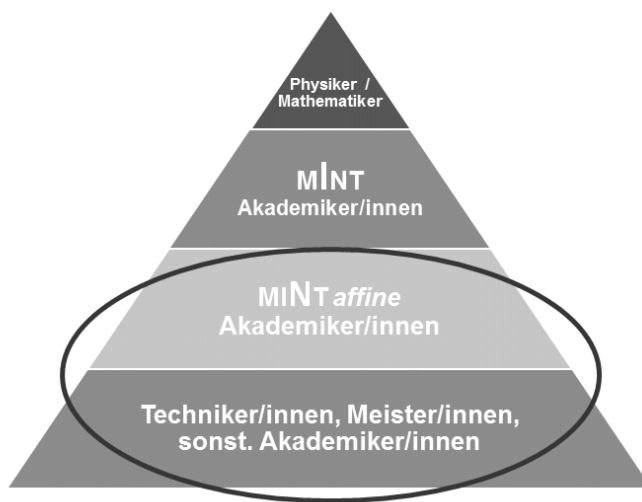 Physiker /
Mathematiker
MINT
Akademiker/innen
MINT affine
Akademiker/innen
Techniker/innen, Meister/innen,
sonst. Akademiker/innen